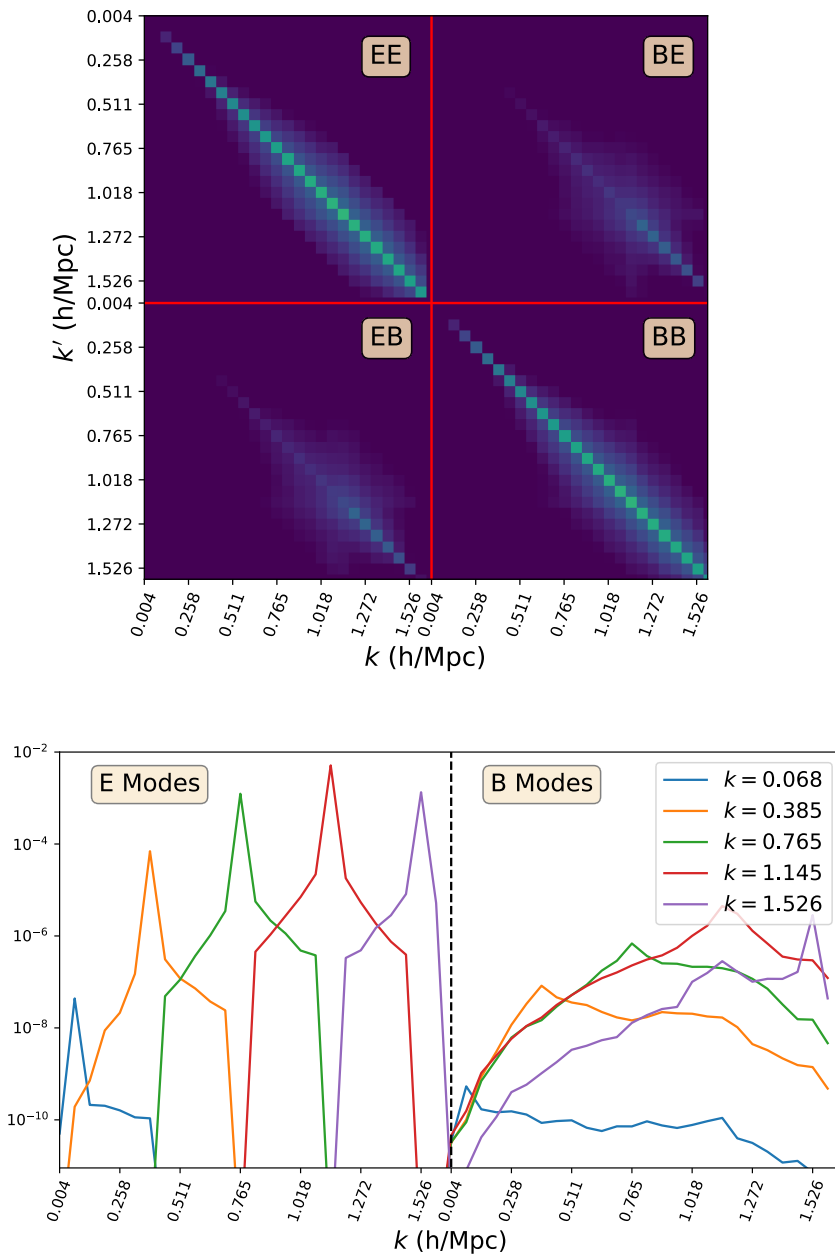 0.004
EE
BE
0.258
0.511
0.765
1.018
1.272
1.526
k′ (h/Mpc)
0.004
EB
BB
0.258
0.511
0.765
1.018
1.272
1.526
0.004 0.258 0.511 0.765 1.018 1.272 1.526 0.004 0.258 0.511 0.765 1.018 1.272 1.526
k (h/Mpc)
10⁻²
E Modes
B Modes
k = 0.068
k = 0.385
k = 0.765
k = 1.145
k = 1.526
10⁻⁴
10⁻⁶
10⁻⁸
10⁻¹⁰
0.004 0.258 0.511 0.765 1.018 1.272 1.526 0.004 0.258 0.511 0.765 1.018 1.272 1.526
k (h/Mpc)